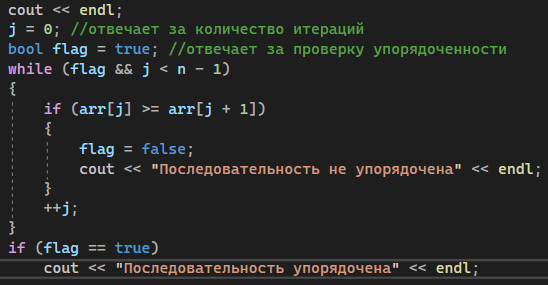 cout << endl;
j = 0; //отвечает за количество итераций
bool flag = true; //отвечает за проверку упорядоченности
while (flag && j < n - 1)
{
    if (arr[j] >= arr[j + 1])
    {
        flag = false;
        cout << "Последовательность не упорядочена" << endl;
    }
    ++j;
}
if (flag == true)
    cout << "Последовательность упорядочена" << endl;